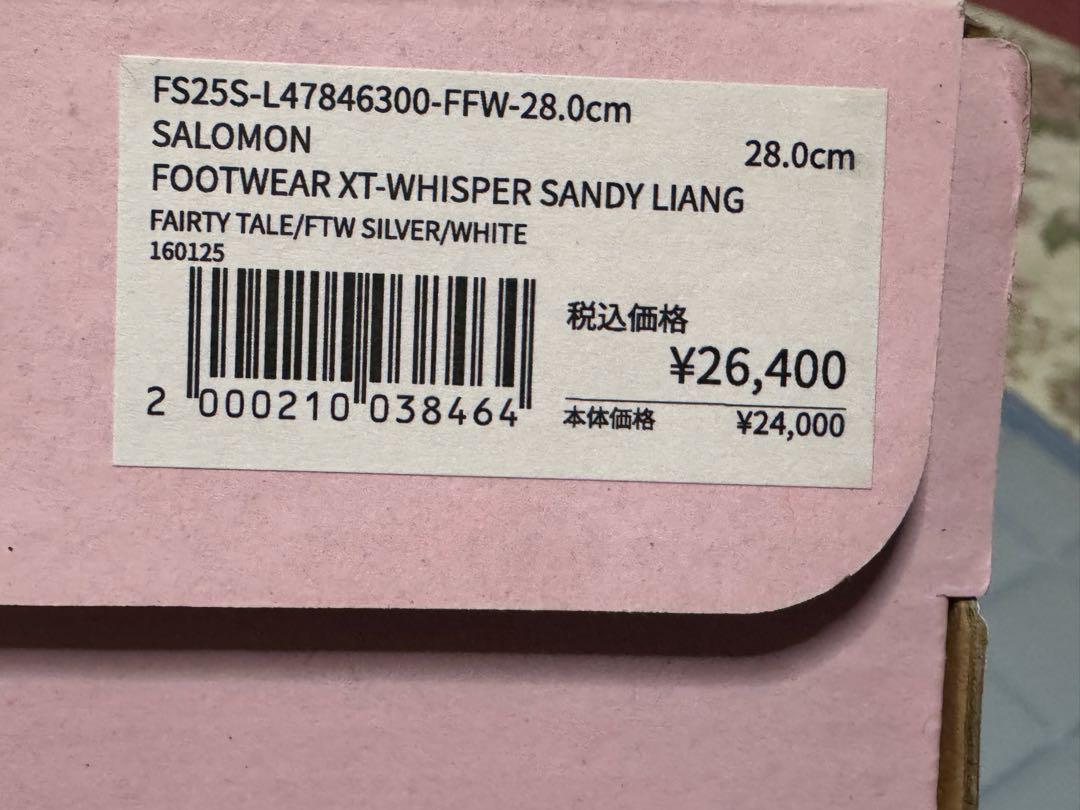 FS25S-L47846300-FFW-28.0cm
SALOMON
28.0cm
FOOTWEAR XT-WHISPER SANDY LIANG
FAIRTY TALE/FTW SILVER/WHITE
160125
税込価格
¥26,400
本体価格 ¥24,000
2 000210 038464